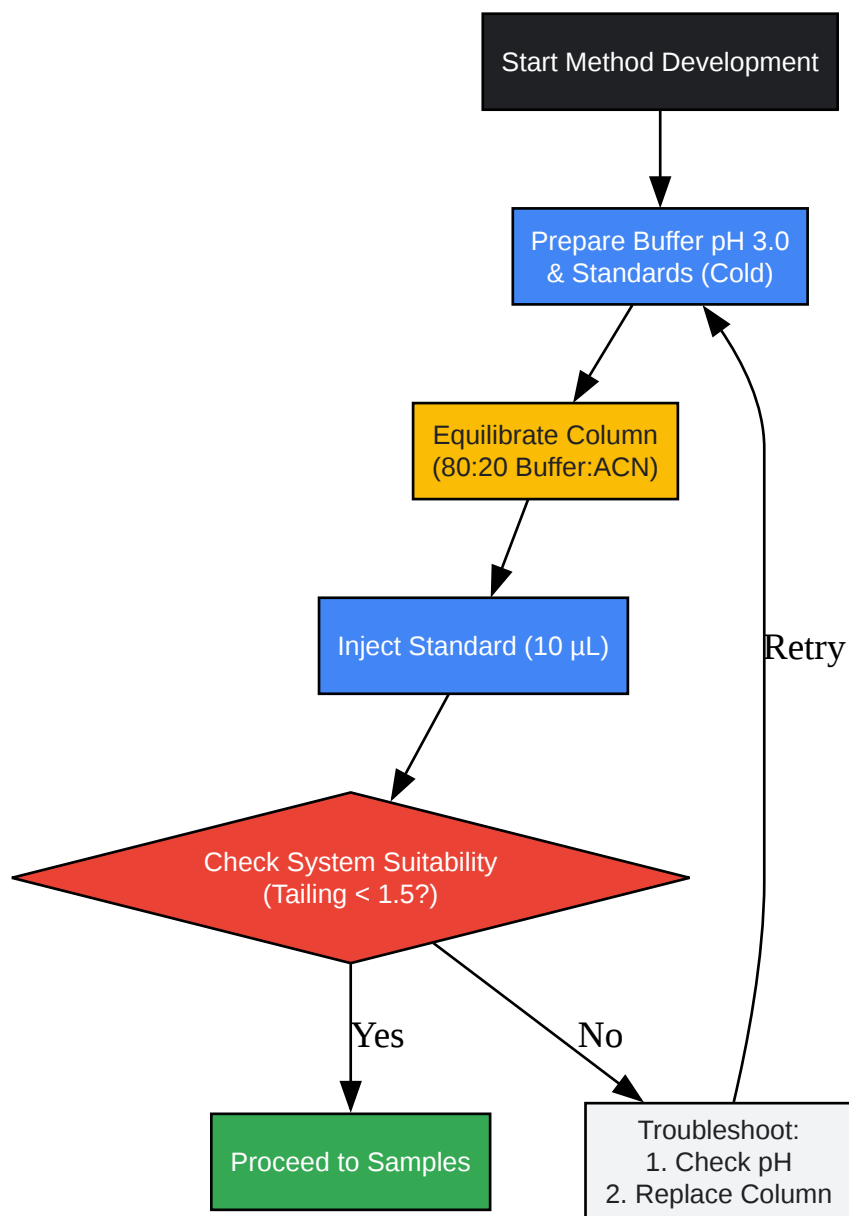 Start Method Development
Prepare Buffer pH 3.0
& Standards (Cold)
Equilibrate Column
(80:20 Buffer:ACN)
Inject Standard (10 µL)
Retry
Check System Suitability
(Tailing < 1.5?)
Yes
No
Proceed to Samples
Troubleshoot:
1. Check pH
2. Replace Column